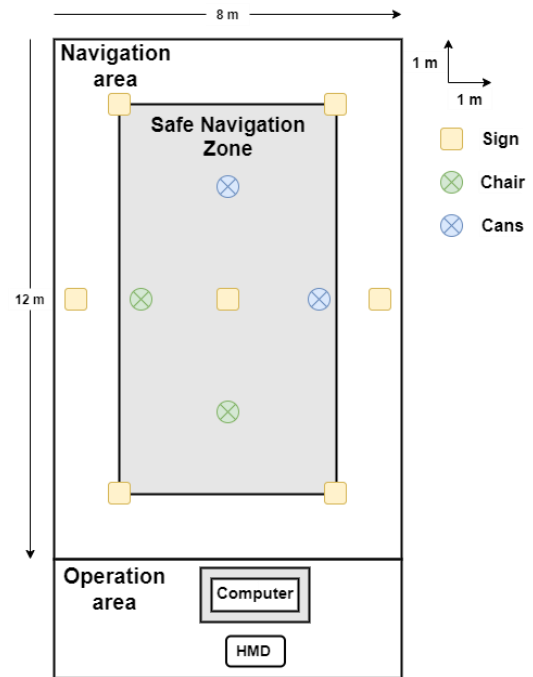 8 m
Navigation
area
1 m
1 m
Safe Navigation
Zone
Sign
Chair
Cans
12 m
Operation
area
Computer
HMD